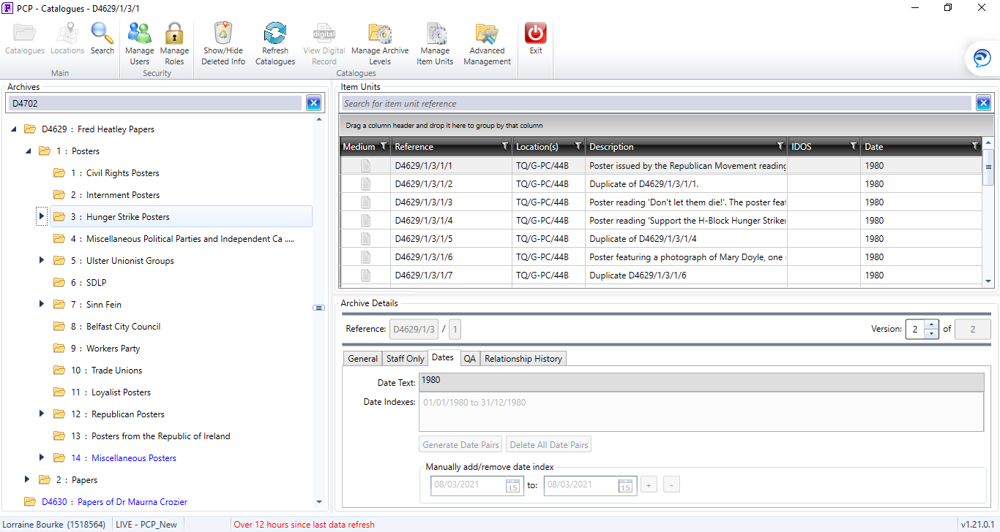 PCP - Catalogues - D4629/1/3/1
Catalogues
Locations
Search
Manage Users
Manage Roles
Show/Hide Deleted Info
Refresh Catalogues
digital
View Digital Record
Manage Archive Levels
Manage Item Units
Advanced Management
Exit
Main
Security
Catalogues
Archives
D4702
D4629 : Fred Heatley Papers
1 : Posters
1 : Civil Rights Posters
2 : Internment Posters
3 : Hunger Strike Posters
4 : Miscellaneous Political Parties and Independent Ca .....
5 : Ulster Unionist Groups
6 : SDLP
7 : Sinn Fein
8 : Belfast City Council
9 : Workers Party
10 : Trade Unions
11 : Loyalist Posters
12 : Republican Posters
13 : Posters from the Republic of Ireland
14 : Miscellaneous Posters
2 : Papers
D4630 : Papers of Dr Maurna Crozier
Item Units
Search for item unit reference
Drag a column header and drop it here to group by that column
Medium Reference Location(s) Description IDOS Date
D4629/1/3/1/1 TQ/G-PC/44B Poster issued by the Republican Movement reading 1980
D4629/1/3/1/2 TQ/G-PC/44B Duplicate of D4629/1/3/1/1. 1980
D4629/1/3/1/3 TQ/G-PC/44B Poster reading 'Don't let them die!'. The poster feat 1980
D4629/1/3/1/4 TQ/G-PC/44B Poster reading 'Support the H-Block Hunger Striker 1980
D4629/1/3/1/5 TQ/G-PC/44B Duplicate of D4629/1/3/1/4 1980
D4629/1/3/1/6 TQ/G-PC/44B Poster featuring a photograph of Mary Doyle, one 1980
D4629/1/3/1/7 TQ/G-PC/44B Duplicate D4629/1/3/1/6 1980
Archive Details
Reference: D4629/1/3 / 1 Version: 2 of 2
General Staff Only Dates QA Relationship History
Date Text: 1980
Date Indexes: 01/01/1980 to 31/12/1980
Generate Date Pairs Delete All Date Pairs
Manually add/remove date index
08/03/2021 15 to: 08/03/2021 15 + -
Lorraine Bourke (1518564) LIVE - PCP_New Over 12 hours since last data refresh v1.21.0.1